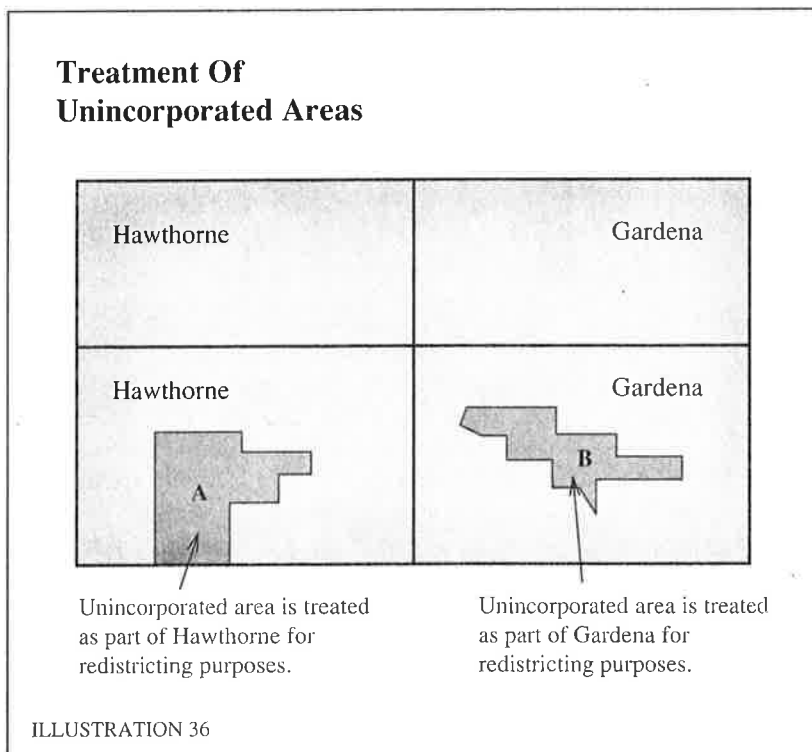 Treatment Of
Unincorporated Areas
Hawthorne
Gardena
Hawthorne
Gardena
A
B
Unincorporated area is treated
as part of Hawthorne for
redistricting purposes.
Unincorporated area is treated
as part of Gardena for
redistricting purposes.
ILLUSTRATION 36